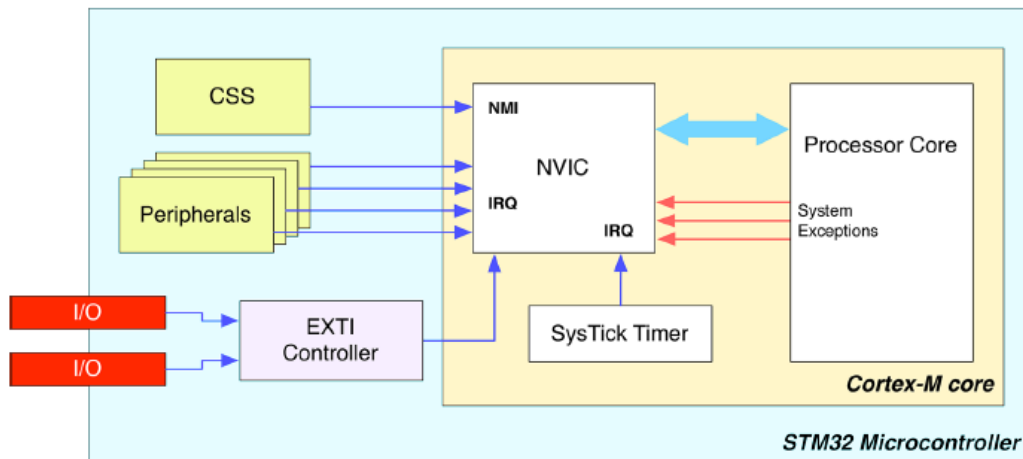 CSS
NMI
NVIC
Processor Core
Peripherals
IRQ
IRQ
System
Exceptions
I/O
I/O
EXTI
Controller
SysTick Timer
Cortex-M core
STM32 Microcontroller